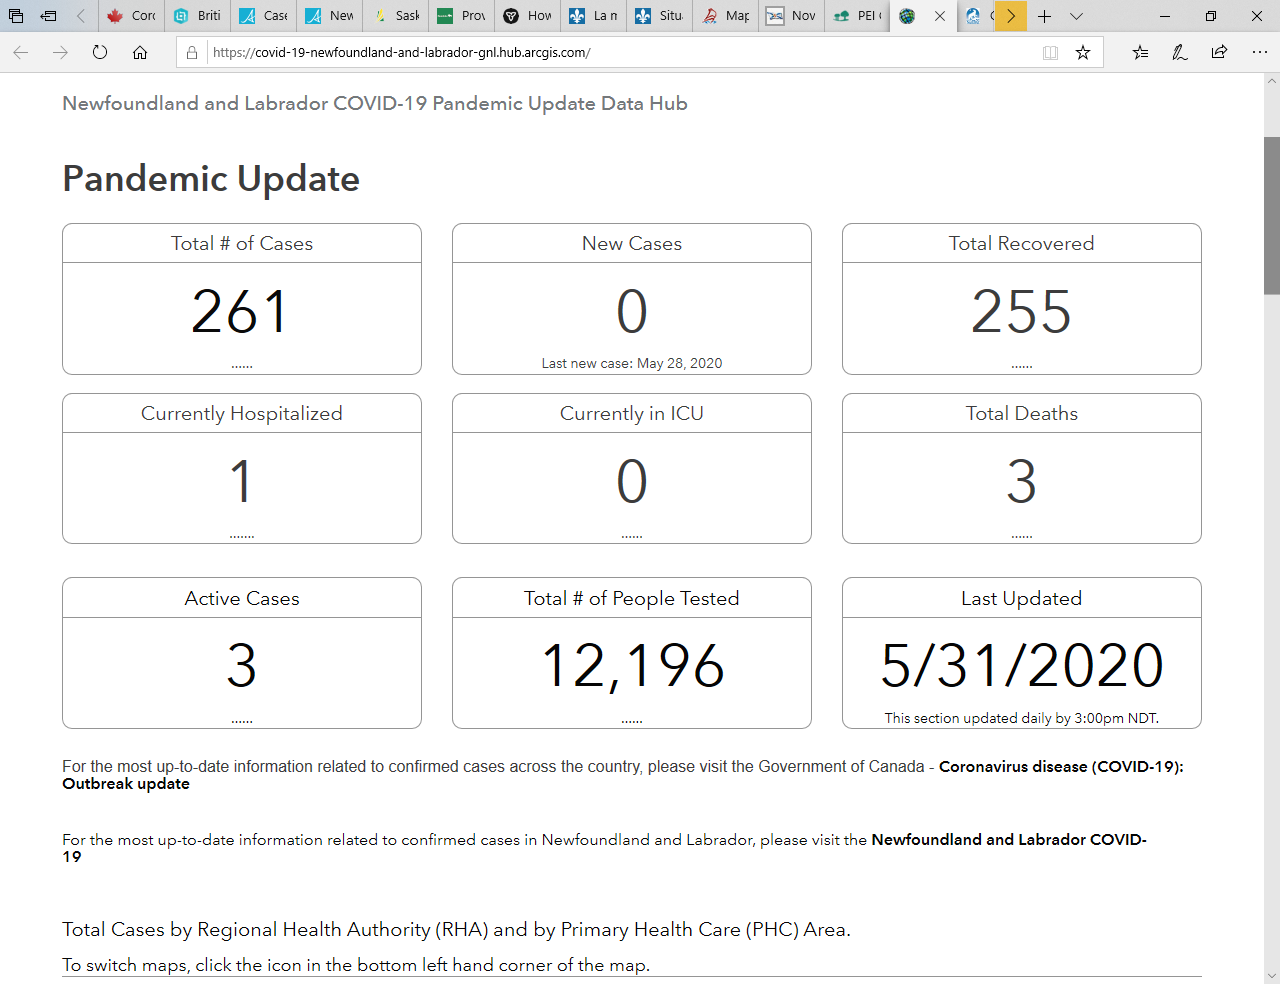 Corc
Briti
Case
New
Sask
Prov
How
La m
Situ
Map
Nov
PEI
https://covid-19-newfoundland-and-labrador-gnl.hub.arcgis.com/
Newfoundland and Labrador COVID-19 Pandemic Update Data Hub
Pandemic Update
Total # of Cases
261
......
New Cases
0
Last new case: May 28, 2020
Total Recovered
255
......
Currently Hospitalized
1
.......
Currently in ICU
0
......
Total Deaths
3
......
Active Cases
3
......
Total # of People Tested
12,196
......
Last Updated
5/31/2020
This section updated daily by 3:00pm NDT.
For the most up-to-date information related to confirmed cases across the country, please visit the Government of Canada - Coronavirus disease (COVID-19):
Outbreak update
For the most up-to-date information related to confirmed cases in Newfoundland and Labrador, please visit the Newfoundland and Labrador COVID-
19
Total Cases by Regional Health Authority (RHA) and by Primary Health Care (PHC) Area.
To switch maps, click the icon in the bottom left hand corner of the map.